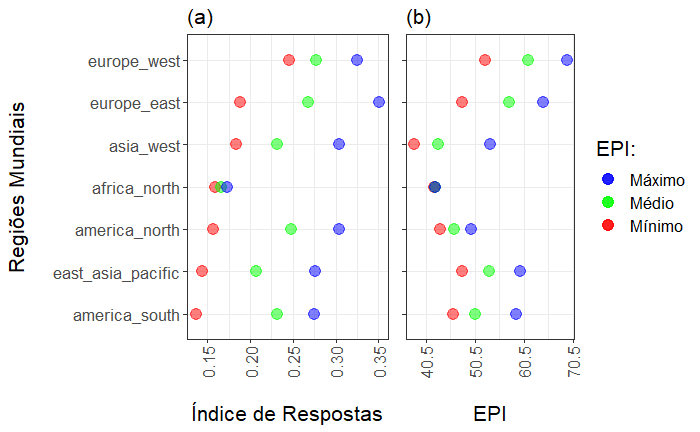 (a)
(b)
Regiões Mundiais
europe_west
europe_east
asia_west
africa_north
america_north
east_asia_pacific
america_south
0.15
0.20
0.25
0.30
0.35
40.5
50.5
60.5
70.5
Índice de Respostas
EPI
EPI:
Máximo
Médio
Mínimo